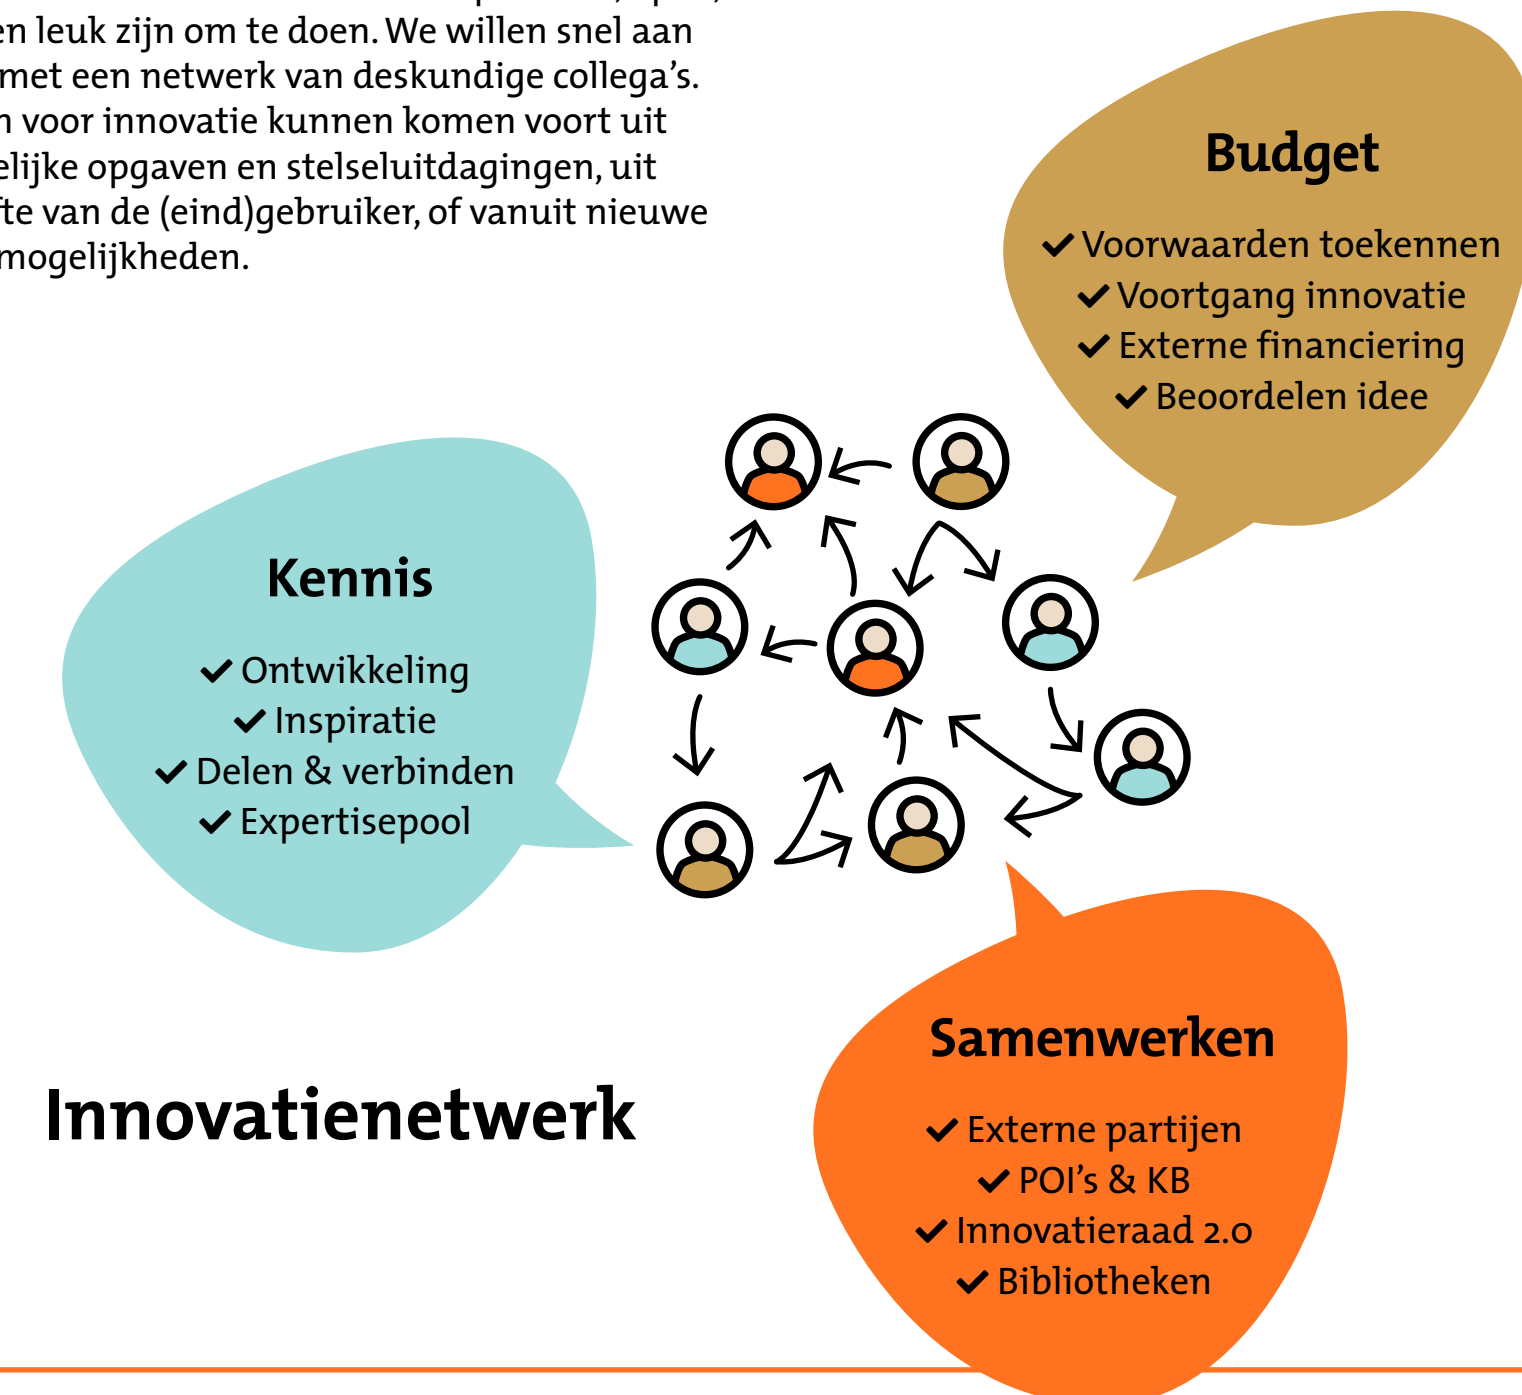 en leuk zijn om te doen. We willen snel aan
met een netwerk van deskundige collega's.
voor innovatie kunnen komen voort uit
elijke opgaven en stelseluitdagingen, uit
fte van de (eind)gebruiker, of vanuit nieuwe
mogelijkheden.
Budget
✔ Voorwaarden toekennen
✔ Voortgang innovatie
✔ Externe financiering
✔ Beoordelen idee
Kennis
✔ Ontwikkeling
✔ Inspiratie
✔ Delen & verbinden
✔ Expertisepool
Innovatienetwerk
Samenwerken
✔ Externe partijen
✔ POI's & KB
✔ Innovatieraad 2.0
✔ Bibliotheken